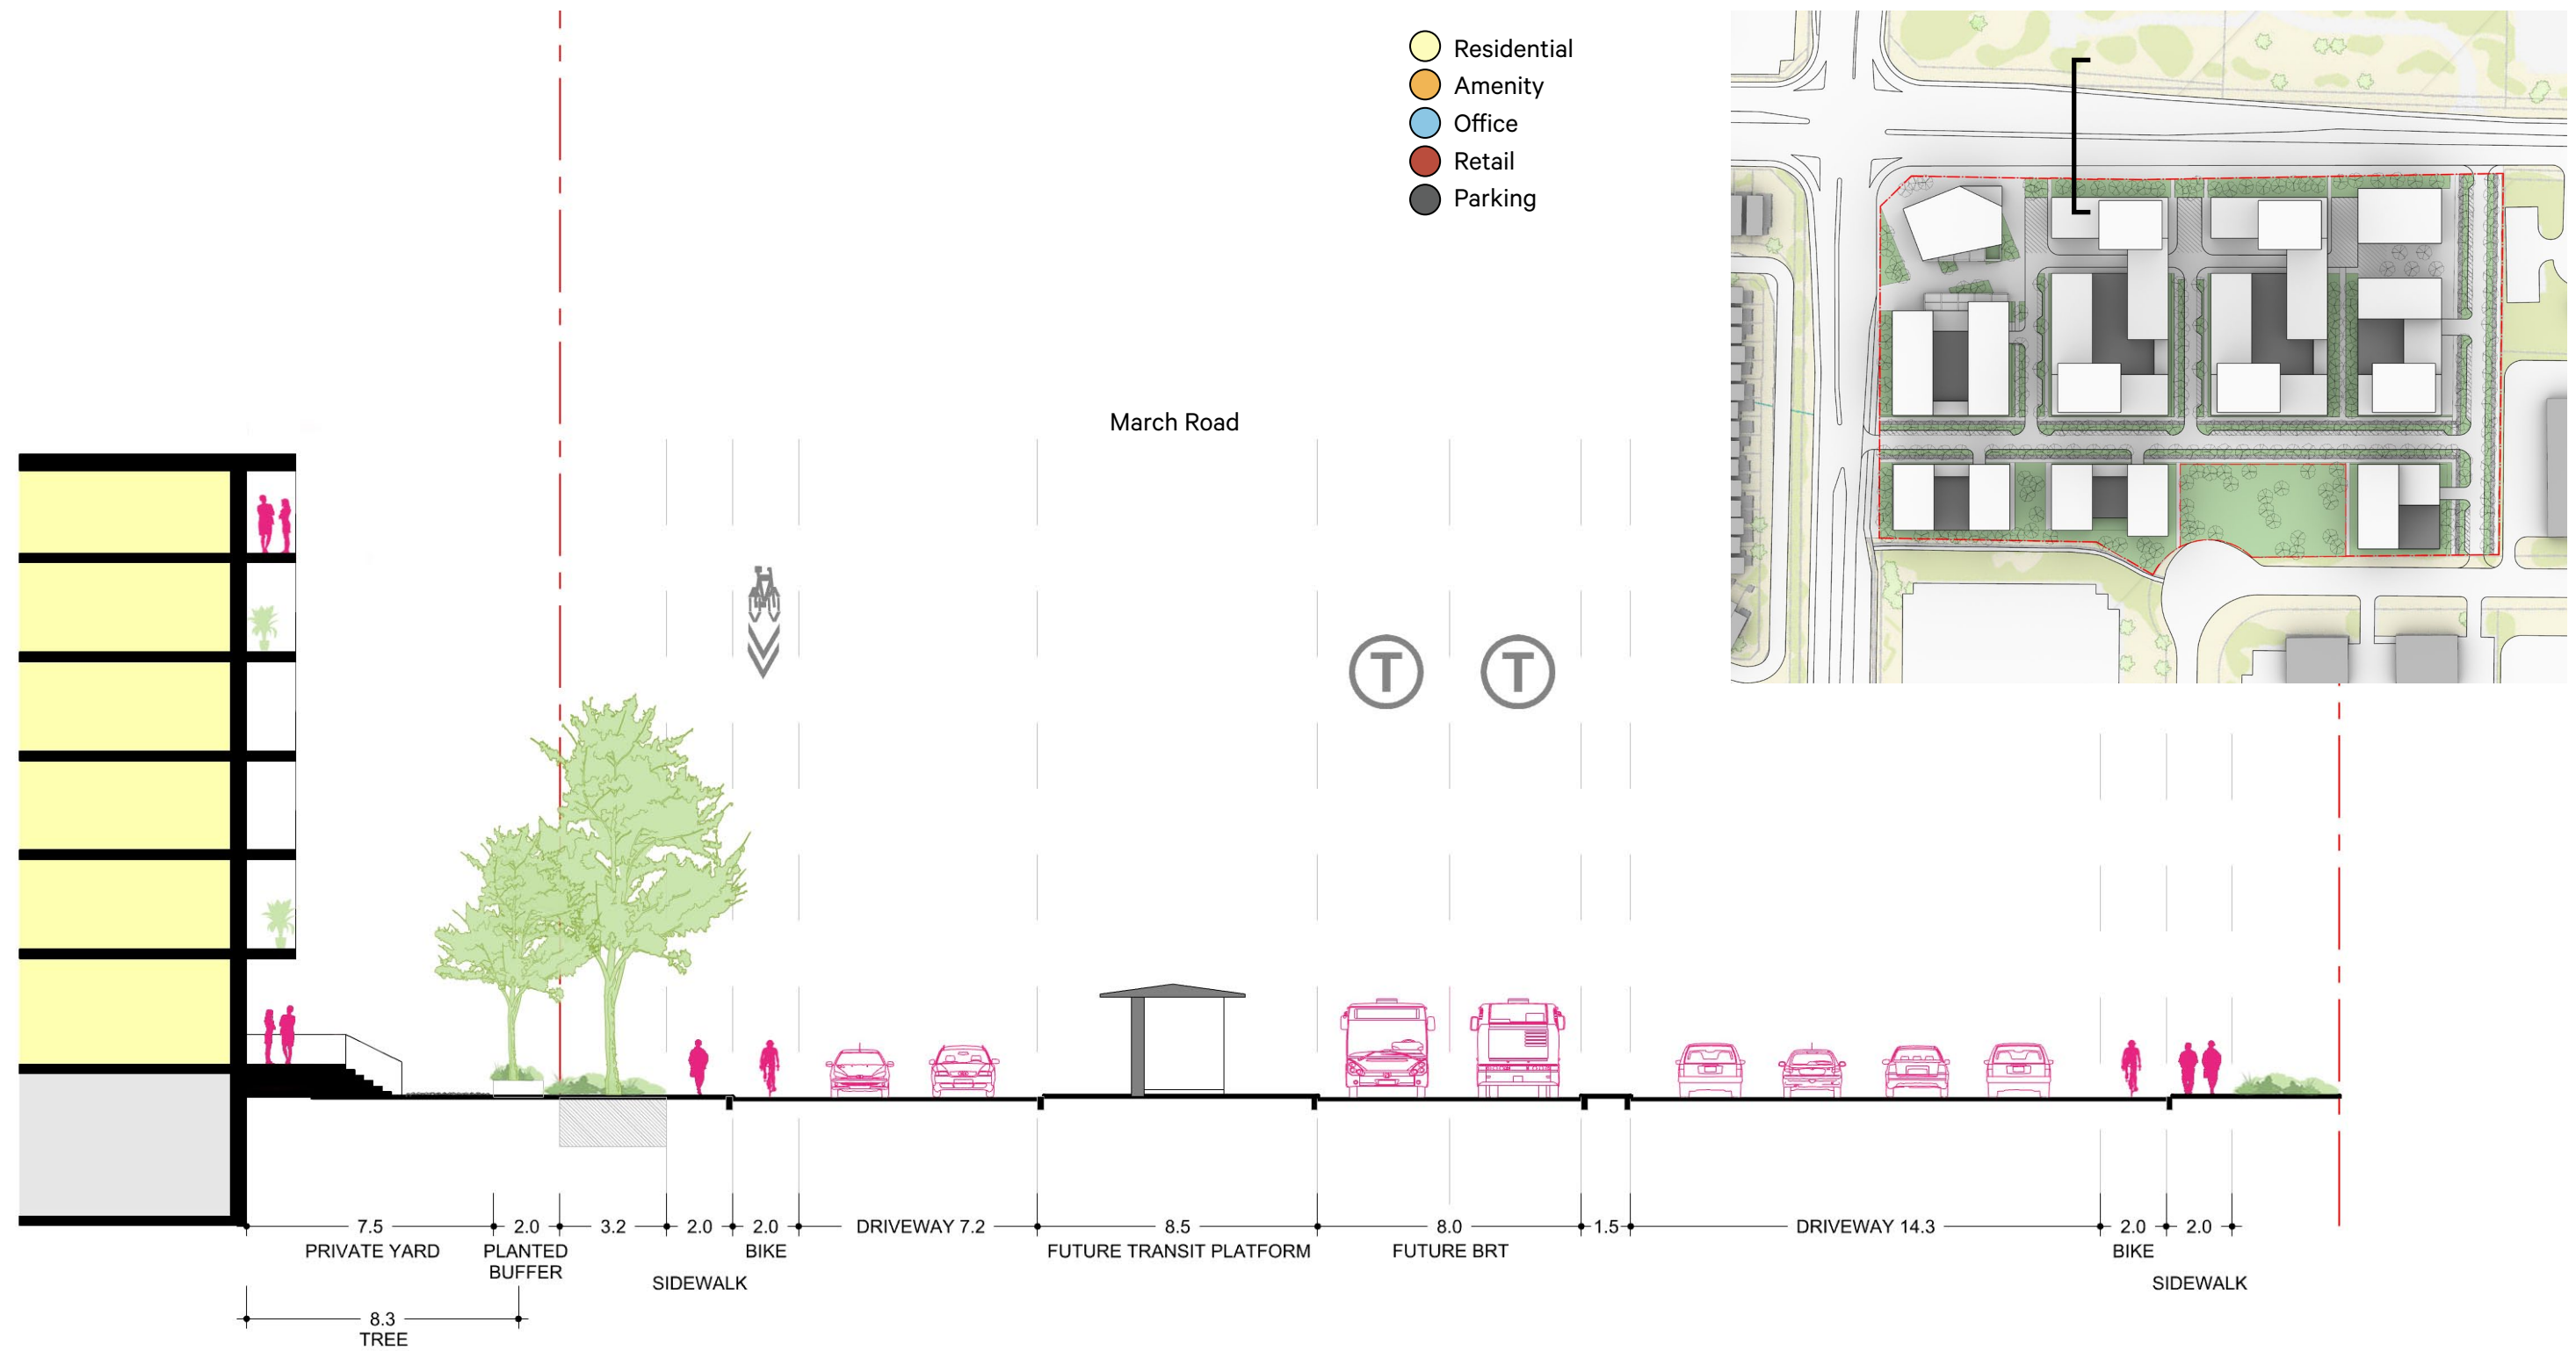 Residential
Amenity
Office
Retail
Parking
March Road
T T
7.5 2.0 3.2 2.0 2.0 DRIVEWAY 7.2 8.5 8.0 1.5 DRIVEWAY 14.3 2.0 2.0
PRIVATE YARD PLANTED BIKE FUTURE TRANSIT PLATFORM FUTURE BRT BIKE
BUFFER
SIDEWALK SIDEWALK
8.3
TREE